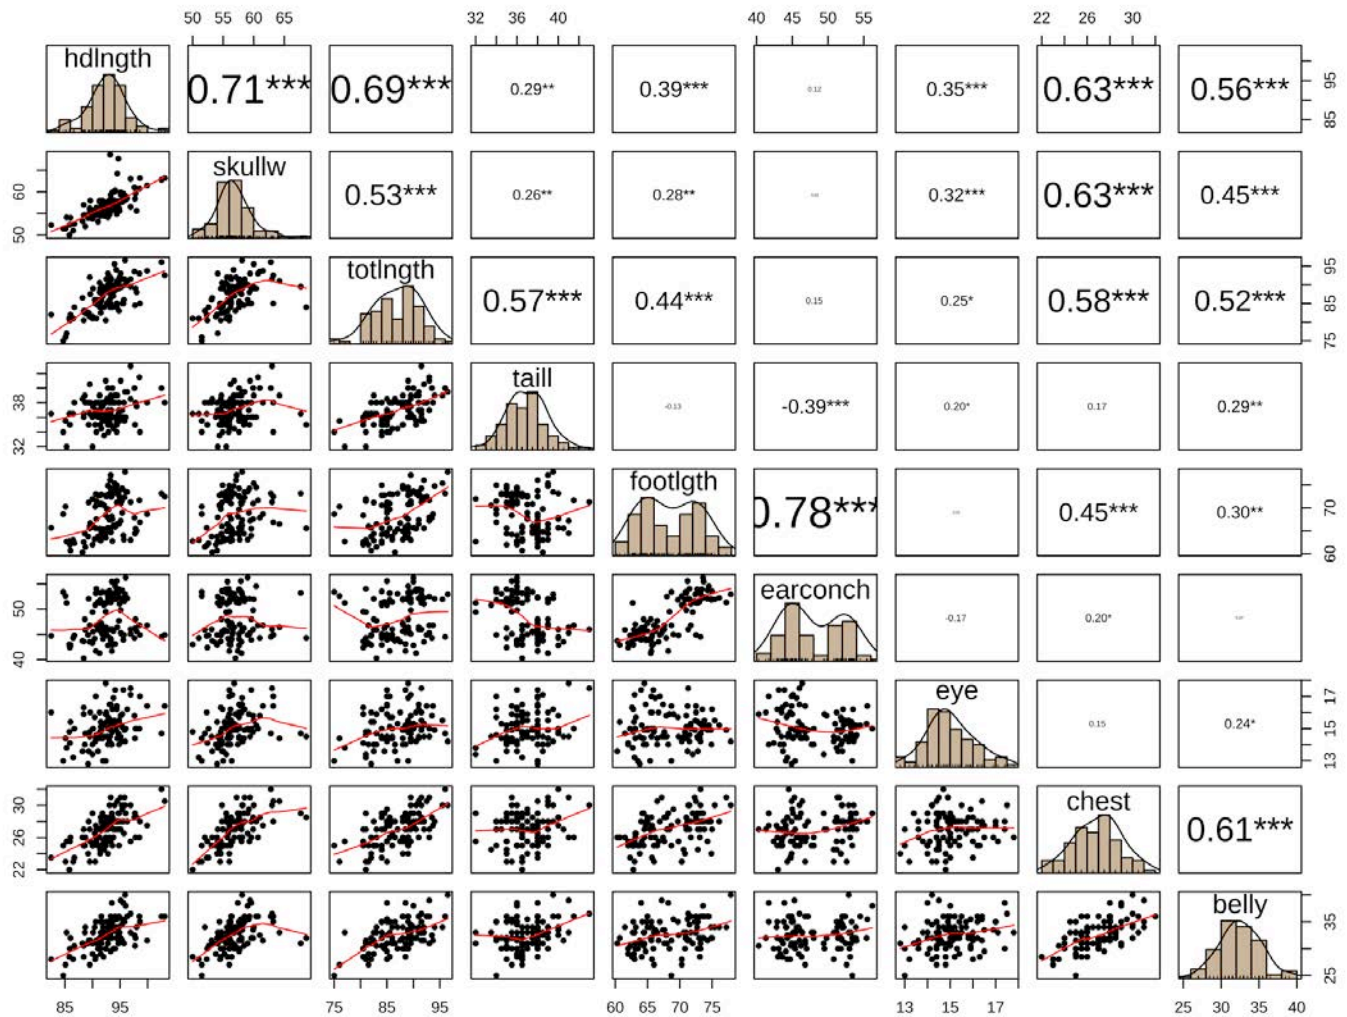 50 55 60 65 32 36 40 40 45 50 55 22 26 30
hdlngth 0.71*** 0.69*** 0.29** 0.39*** 0.12 0.35*** 0.63*** 0.56*** 85 95
50 60 skullw 0.53*** 0.26** 0.28** 0.32*** 0.63*** 0.45***
totlngth 0.57*** 0.44*** 0.15 0.25* 0.58*** 0.52*** 75 85 95
32 38 taill -0.13 -0.39*** 0.20* 0.17 0.29**
footlgth 0.78*** 0.45*** 0.30** 60 70
40 50 earconch -0.17 0.20*
eye 0.15 0.24* 13 15 17
22 26 30 chest 0.61***
belly 25 35
85 95 75 85 95 60 65 70 75 13 15 17 25 30 35 40